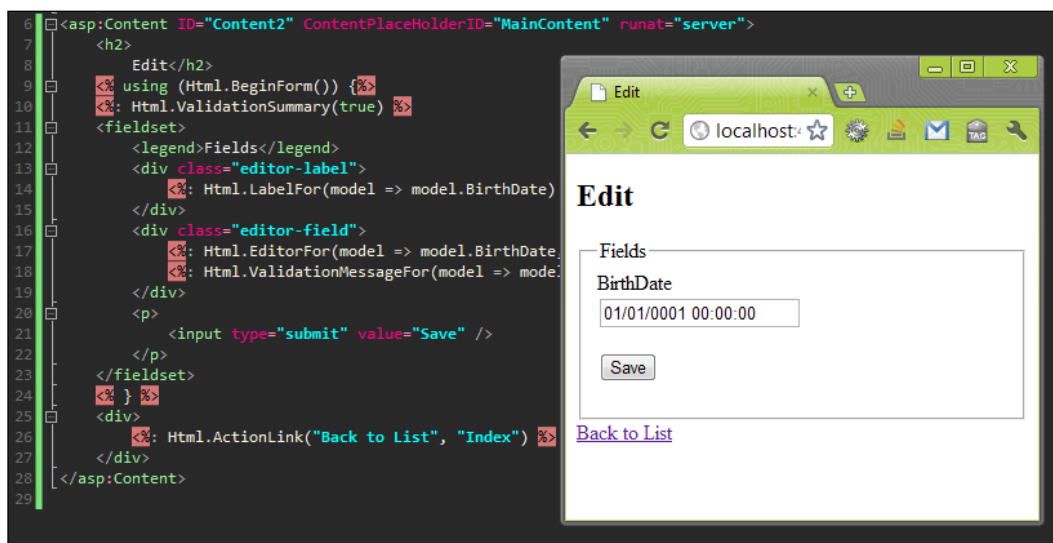 6 <asp:Content ID="Content2" ContentPlaceHolderID="MainContent" runat="server">
7 <h2>
8 Edit</h2>
9 <% using (Html.BeginForm()) {%>
10 <%: Html.ValidationSummary(true) %>
11 <fieldset>
12 <legend>Fields</legend>
13 <div class="editor-label">
14 <%: Html.LabelFor(model => model.BirthDate)
15 </div>
16 <div class="editor-field">
17 <%: Html.EditorFor(model => model.BirthDate,
18 <%: Html.ValidationMessageFor(model => model
19 </div>
20 <p>
21 <input type="submit" value="Save" />
22 </p>
23 </fieldset>
24 <% } %>
25 <div>
26 <%: Html.ActionLink("Back to List", "Index") %>
27 </div>
28 </asp:Content>
29
Edit
localhost:
TAG
Edit
Fields
BirthDate
01/01/0001 00:00:00
Save
Back to List